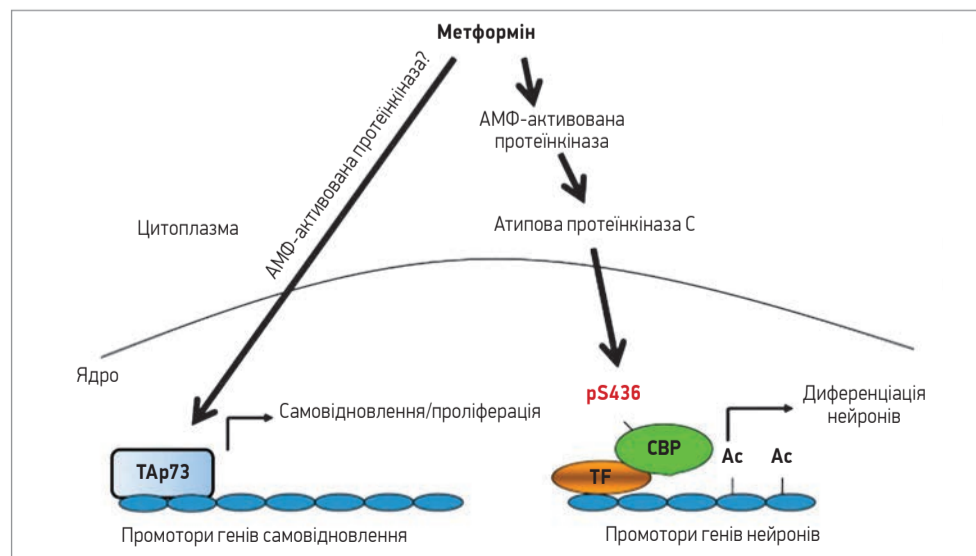 Метформін
АМФ-активована протеїнкіназа?
АМФ-активована
протеїнкіназа
Атипова протеїнкіназа С
Цитоплазма
Ядро
pS436
Самовідновлення/проліферація
Диференціація
нейронів
TAp73
TF
CBP
Ac
Ac
Промотори генів самовідновлення
Промотори генів нейронів